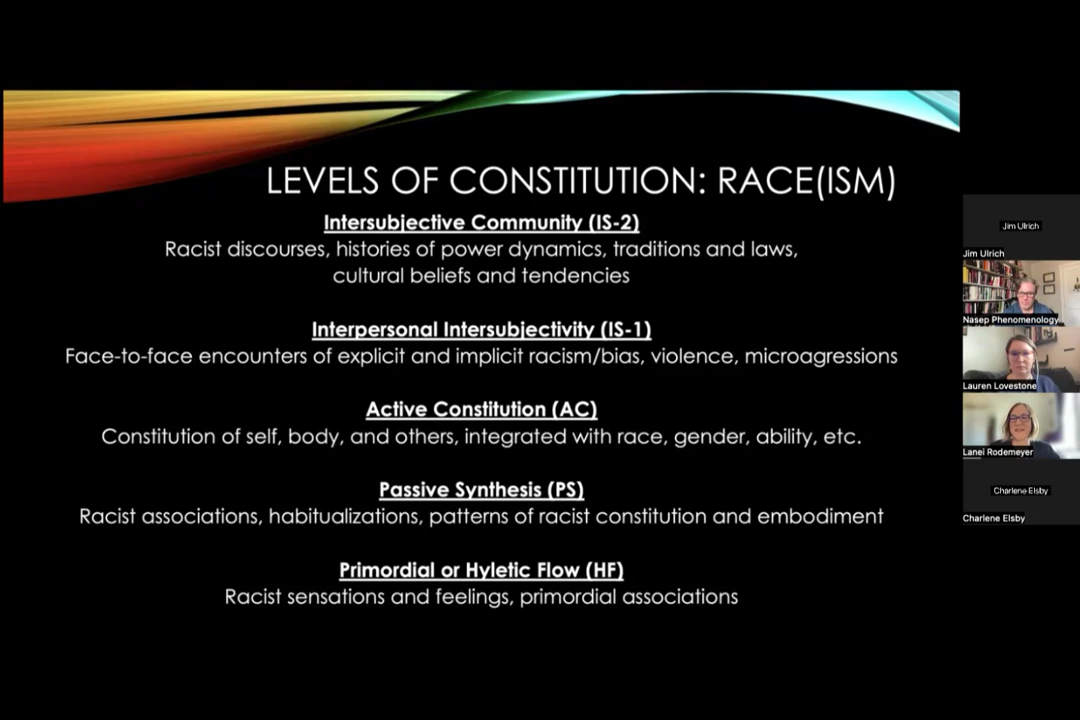 LEVELS OF CONSTITUTION: RACE(ISM)
Intersubjective Community (IS-2)
Racist discourses, histories of power dynamics, traditions and laws,
cultural beliefs and tendencies
Interpersonal Intersubjectivity (IS-1)
Face-to-face encounters of explicit and implicit racism/bias, violence, microagressions
Active Constitution (AC)
Constitution of self, body, and others, integrated with race, gender, ability, etc.
Passive Synthesis (PS)
Racist associations, habitualizations, patterns of racist constitution and embodiment
Primordial or Hyletic Flow (HF)
Racist sensations and feelings, primordial associations
Jim Ulrich
Jim Ulrich
Nasep Phenomenology
Lauren Lovestone
Lanei Rodemeyer
Charlene Elsby
Charlene Elsby